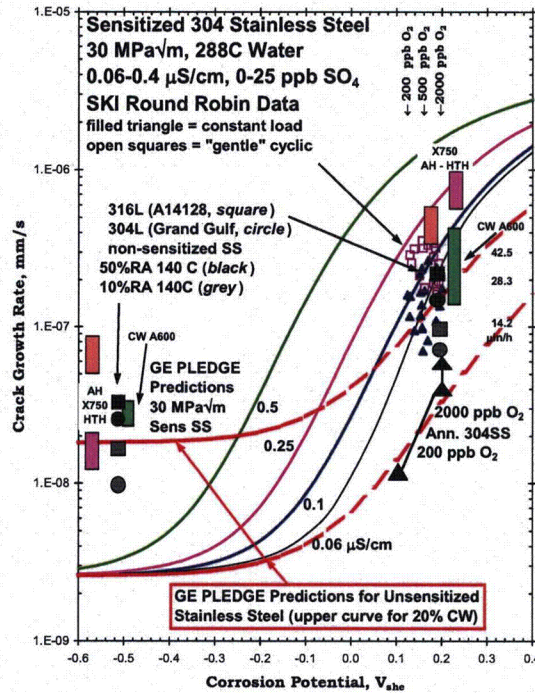 1.E-05
Sensitized 304 Stainless Steel
30 MPa√m, 288C Water
0.06-0.4 µS/cm, 0-25 ppb SO4
SKI Round Robin Data
filled triangle = constant load
open squares = "gentle" cyclic
←200 ppb O2
←500 ppb O2
←2000 ppb O2
X750
AH - HTH
1.E-06
316L (A14128, square)
304L (Grand Gulf, circle)
non-sensitized SS
50%RA 140 C (black)
10%RA 140C (grey)
CW A600
42.5
28.3
14.2
µin/h
1.E-07
Crack Growth Rate, mm/s
CW A600
AH
X750
HTH
GE PLEDGE
Predictions
30 MPa√m
Sens SS
0.5
0.25
0.1
0.06 µS/cm
2000 ppb O2
Ann. 304SS
200 ppb O2
1.E-08
GE PLEDGE Predictions for Unsensitized
Stainless Steel (upper curve for 20% CW)
1.E-09
-0.6 -0.5 -0.4 -0.3 -0.2 -0.1 0.0 0.1 0.2 0.3 0.4
Corrosion Potential, Vshe